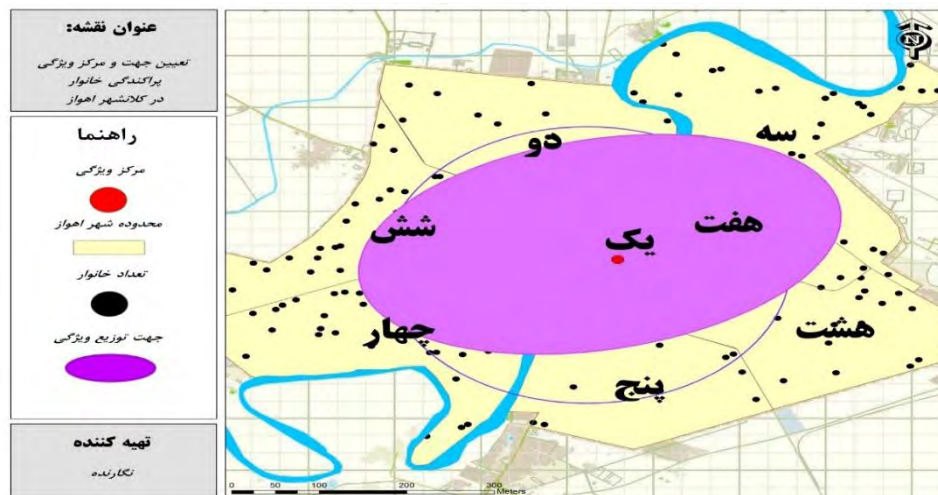 عنوان نقشه:
تعیین جهت و مرکز ویژگی
پراکندگی خانوار
در کلانشهر اهواز
راهنما
مرکز ویژگی
محدوده شهر اهواز
تعداد خانوار
جهت توزیع ویژگی
تهیه کننده
نگارنده
N
سه
دو
هفت
شش
یک
چهار
هشت
پنج
0 50 100 200 300
Meters